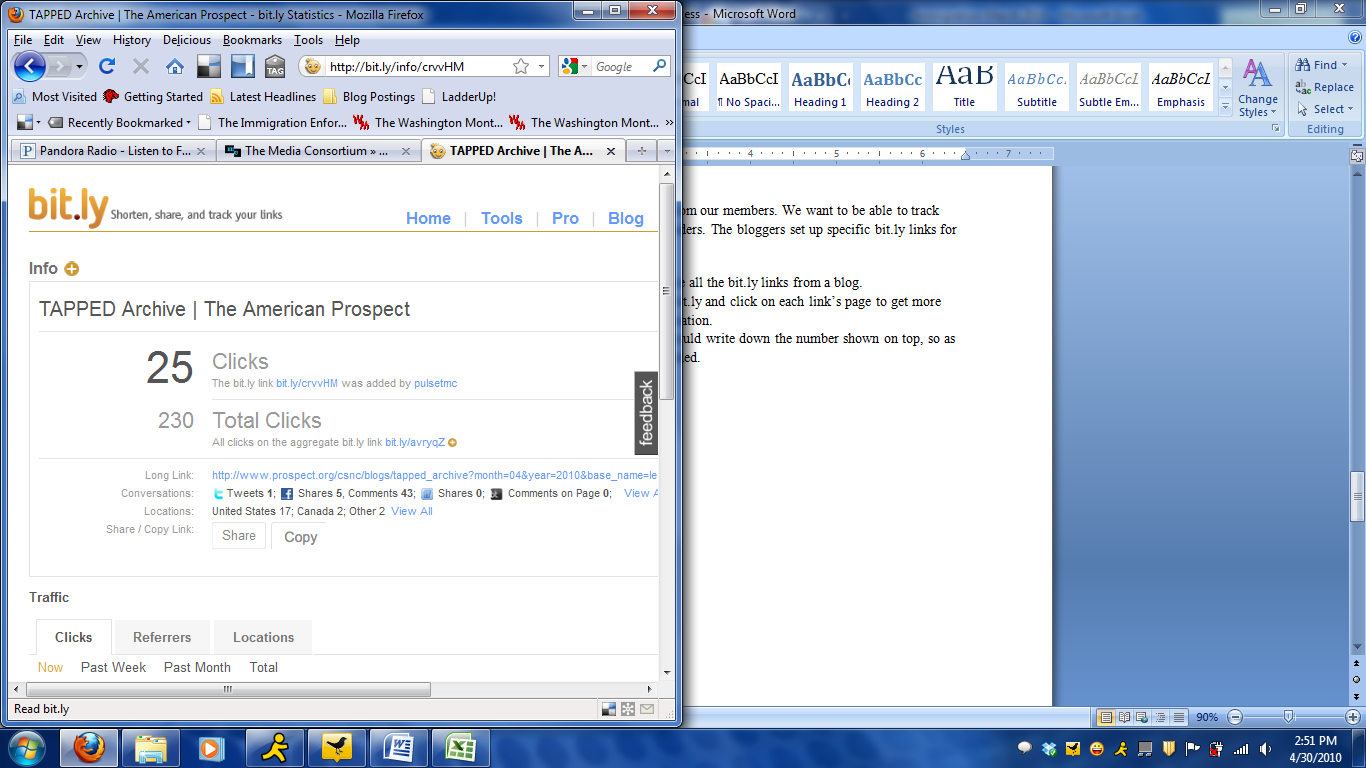 TAPPED Archive | The American Prospect - bit.ly Statistics - Mozilla Firefox
File Edit View History Delicious Bookmarks Tools Help
http://bit.ly/info/crvvHM
Google
TAG
Most Visited Getting Started Latest Headlines Blog Postings LadderUp!
Recently Bookmarked The Immigration Enfor... The Washington Mont... The Washington Mont... »
Pandora Radio - Listen to F... The Media Consortium » ... TAPPED Archive | The A...
bit.ly Shorten, share, and track your links
Home | Tools | Pro | Blog
Info
TAPPED Archive | The American Prospect
25 Clicks
The bit.ly link bit.ly/crvvHM was added by pulsetmc
230 Total Clicks
All clicks on the aggregate bit.ly link bit.ly/avryqZ
feedback
Long Link: http://www.prospect.org/csnc/blogs/tapped_archive?month=04&year=2010&base_name=le
Conversations: Tweets 1; Shares 5, Comments 43; Shares 0; Comments on Page 0; View A
Locations: United States 17; Canada 2; Other 2 View All
Share / Copy Link: Share Copy
Traffic
Clicks Referrers Locations
Now Past Week Past Month Total
Read bit.ly
ess - Microsoft Word
AaBbCcI AaBbCcI AaBbC AaBbCc AaB AaBbCcI AaBbCcL AaBbCcI
mal ¶ No Spaci... Heading 1 Heading 2 Title Subtitle Subtle Em... Emphasis
Change Styles
Styles
Find
Replace
Select
Editing
4 5 6 7
om our members. We want to be able to track
ders. The bloggers set up specific bit.ly links for
e all the bit.ly links from a blog.
t.ly and click on each link's page to get more
ation.
uld write down the number shown on top, so as
ed.
90%
2:51 PM
4/30/2010